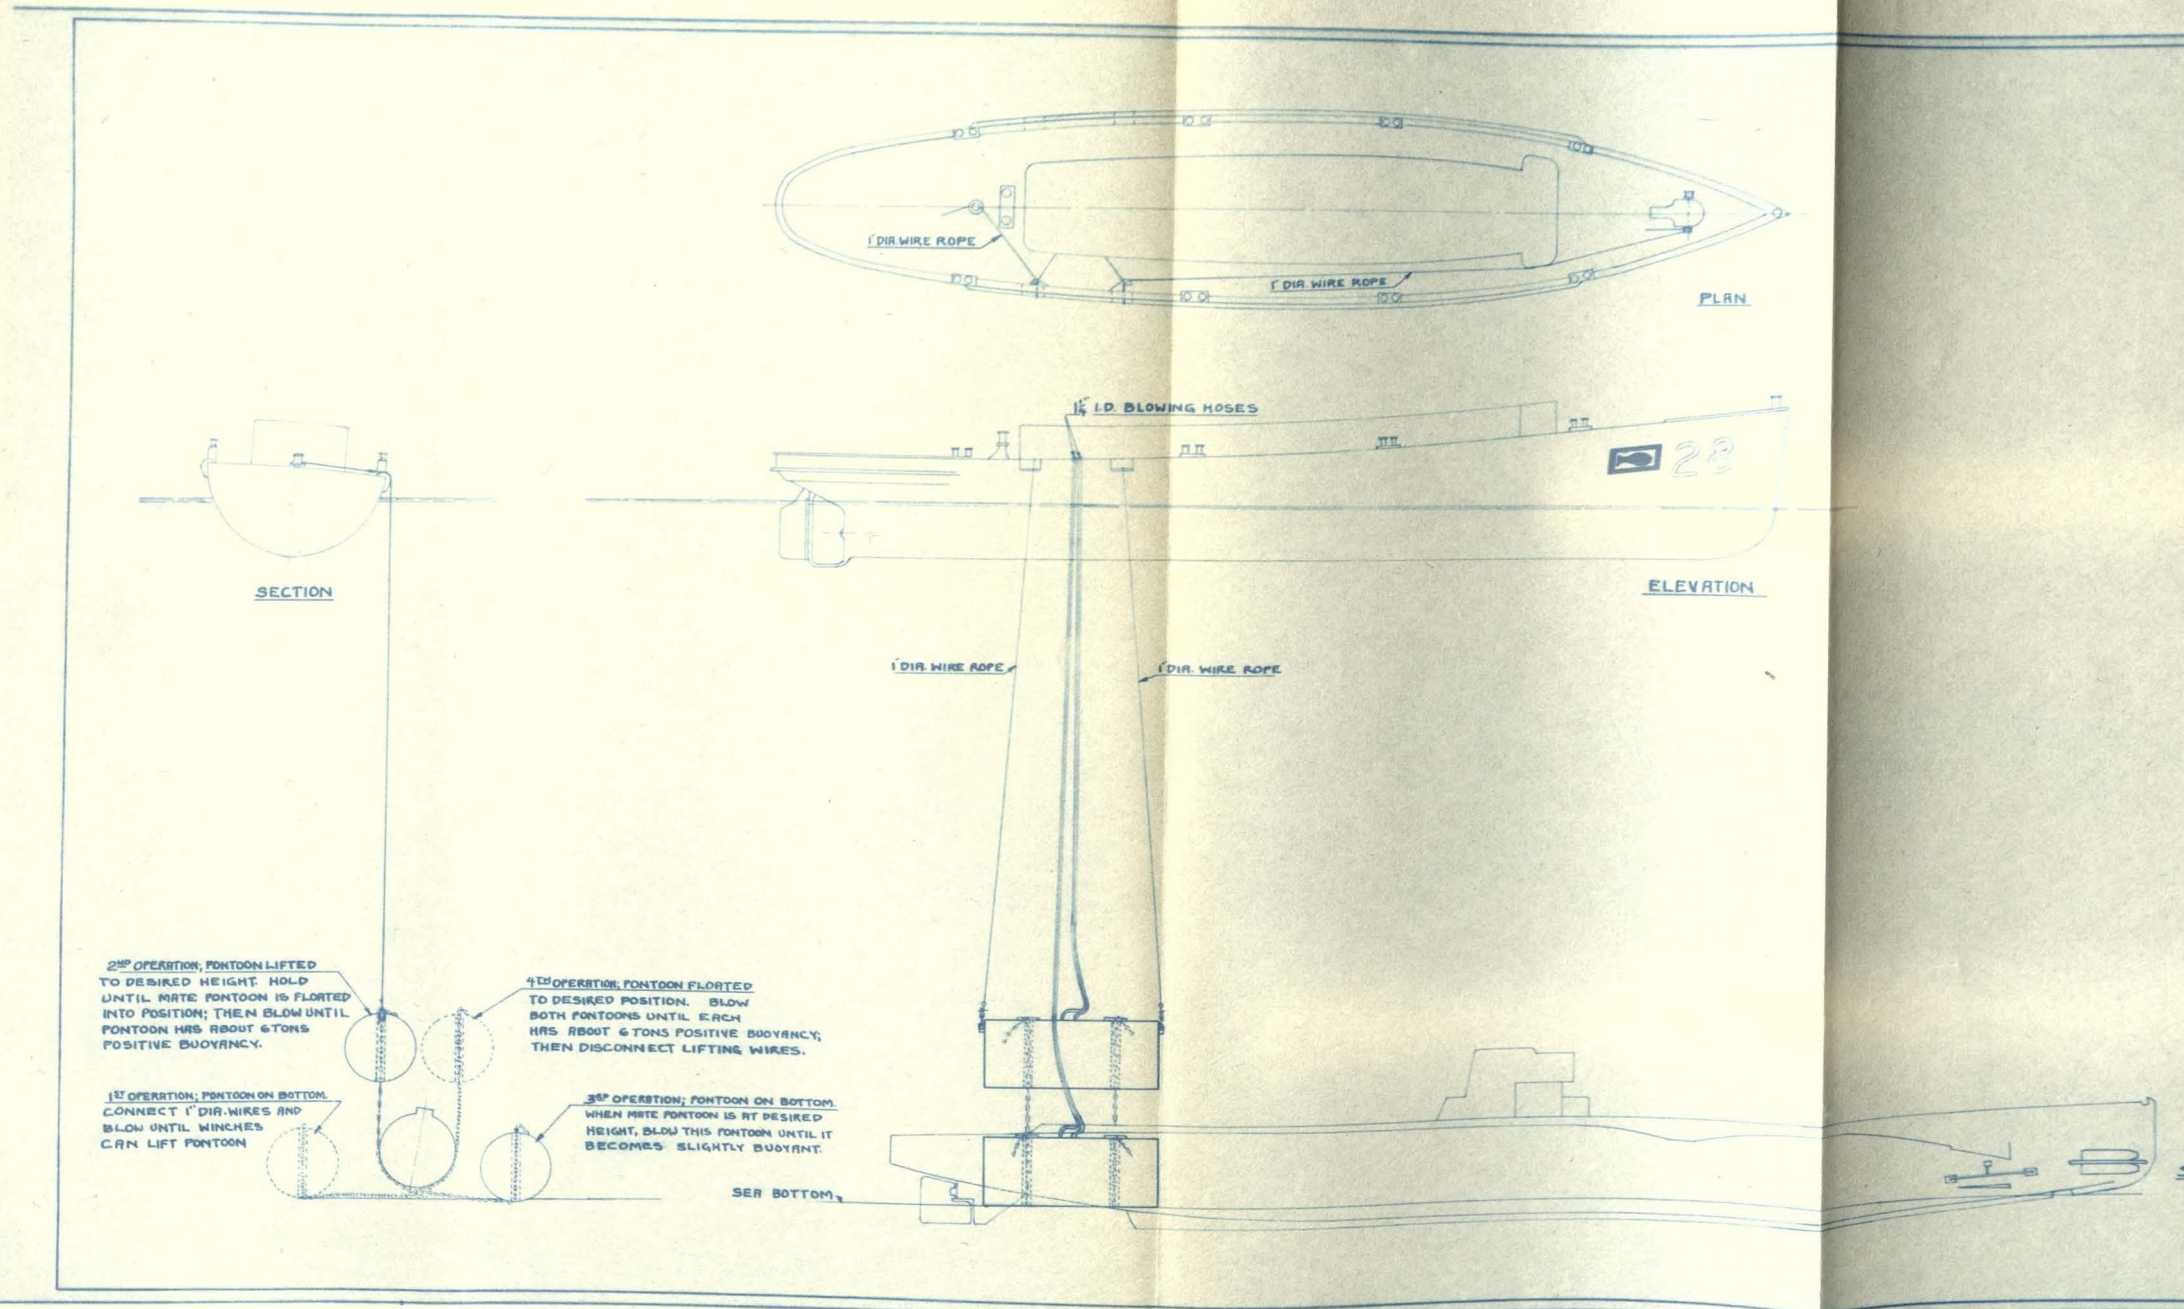 1" DIA. WIRE ROPE
1" DIA. WIRE ROPE
PLAN
1¼" I.D. BLOWING HOSES
28
SECTION
ELEVATION
1" DIA. WIRE ROPE
1" DIA. WIRE ROPE
2ND OPERATION; PONTOON LIFTED
TO DESIRED HEIGHT. HOLD
UNTIL MATE PONTOON IS FLOATED
INTO POSITION; THEN BLOW UNTIL
PONTOON HAS ABOUT 6 TONS
POSITIVE BUOYANCY.
4TH OPERATION; PONTOON FLOATED
TO DESIRED POSITION. BLOW
BOTH PONTOONS UNTIL EACH
HAS ABOUT 6 TONS POSITIVE BUOYANCY;
THEN DISCONNECT LIFTING WIRES.
1ST OPERATION; PONTOON ON BOTTOM.
CONNECT 1" DIA. WIRES AND
BLOW UNTIL WINCHES
CAN LIFT PONTOON
3RD OPERATION; PONTOON ON BOTTOM.
WHEN MATE PONTOON IS AT DESIRED
HEIGHT, BLOW THIS PONTOON UNTIL IT
BECOMES SLIGHTLY BUOYANT.
SEA BOTTOM